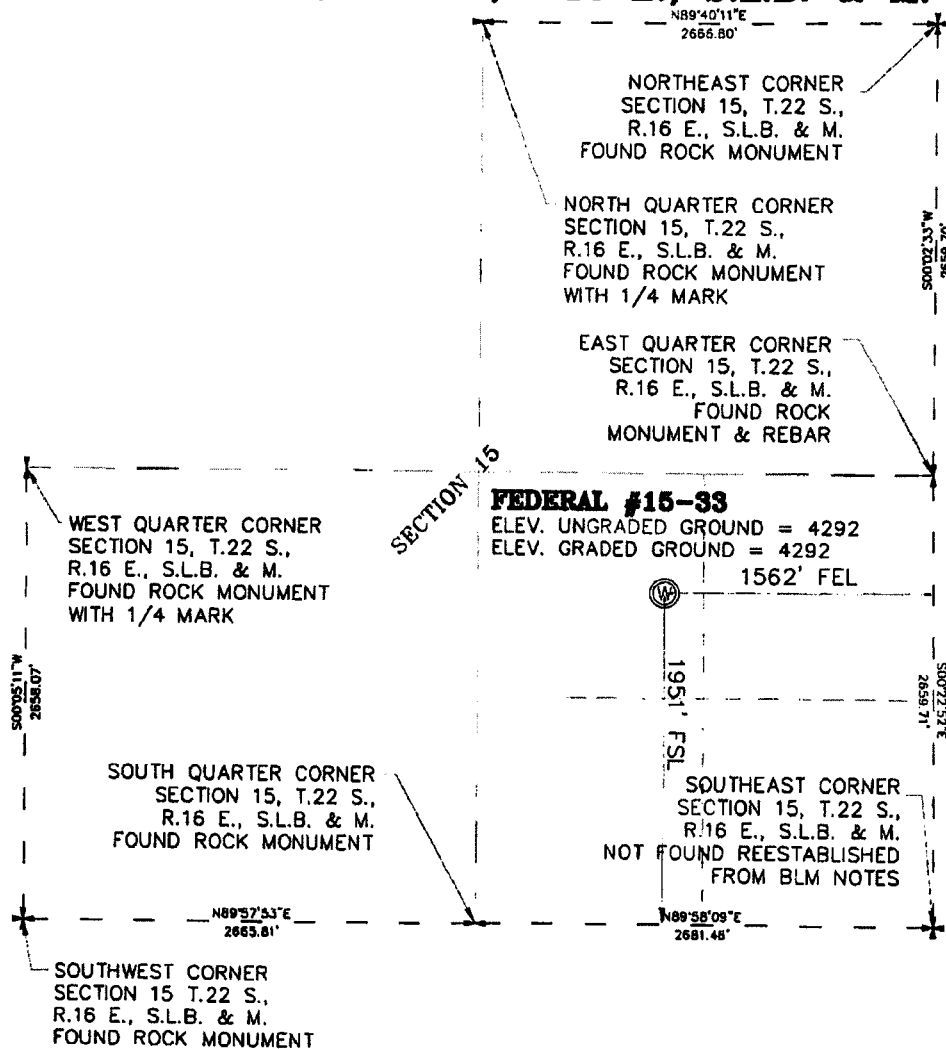 N89°40'11"E
2666.80'
NORTHEAST CORNER
SECTION 15, T.22 S.,
R.16 E., S.L.B. & M.
FOUND ROCK MONUMENT
NORTH QUARTER CORNER
SECTION 15, T.22 S.,
R.16 E., S.L.B. & M.
FOUND ROCK MONUMENT
WITH 1/4 MARK
S00°02'33"W
EAST QUARTER CORNER
SECTION 15, T.22 S.,
R.16 E., S.L.B. & M.
FOUND ROCK
MONUMENT & REBAR
SECTION 15
FEDERAL #15-33
ELEV. UNGRADED GROUND = 4292
ELEV. GRADED GROUND = 4292
1562' FEL
W
1951' FSL
WEST QUARTER CORNER
SECTION 15, T.22 S.,
R.16 E., S.L.B. & M.
FOUND ROCK MONUMENT
WITH 1/4 MARK
S00°05'11"W
2658.07'
S00°22'52"E
2659.71'
SOUTH QUARTER CORNER
SECTION 15, T.22 S.,
R.16 E., S.L.B. & M.
FOUND ROCK MONUMENT
SOUTHEAST CORNER
SECTION 15, T.22 S.,
R.16 E., S.L.B. & M.
NOT FOUND REESTABLISHED
FROM BLM NOTES
N89°57'53"E
2665.81'
N89°58'09"E
2681.48'
SOUTHWEST CORNER
SECTION 15 T.22 S.,
R.16 E., S.L.B. & M.
FOUND ROCK MONUMENT